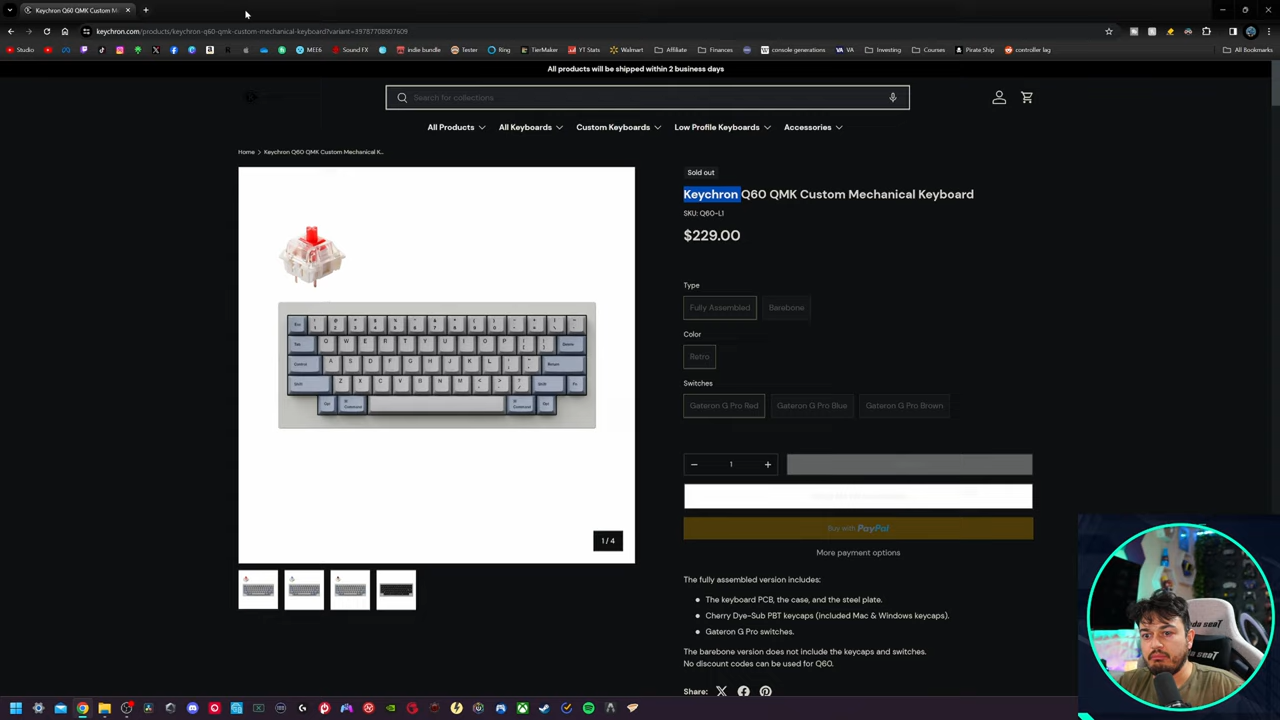 Keychron Q60 QMK Custom Mec
keychron.com/products/keychron-q60-qmk-custom-mechanical-keyboard?variant=39787708907609
Studio
MEE6
Sound FX
indie bundle
Tester
Ring
TierMaker
YT Stats
Walmart
Affiliate
Finances
console generations
VA
Investing
Courses
Pirate Ship
controller lag
All Bookmarks
All products will be shipped within 2 business days
Search for collections
All Products
All Keyboards
Custom Keyboards
Low Profile Keyboards
Accessories
Home > Keychron Q60 QMK Custom Mechanical K...
Sold out
Keychron Q60 QMK Custom Mechanical Keyboard
SKU: Q60-L1
$229.00
Type
Fully Assembled
Barebone
Color
Retro
Switches
Gateron G Pro Red
Gateron G Pro Blue
Gateron G Pro Brown
1
Buy with PayPal
More payment options
1 / 4
The fully assembled version includes:
The keyboard PCB, the case, and the steel plate.
Cherry Dye-Sub PBT keycaps (included Mac & Windows keycaps).
Gateron G Pro switches.
The barebone version does not include the keycaps and switches.
No discount codes can be used for Q60.
Share: